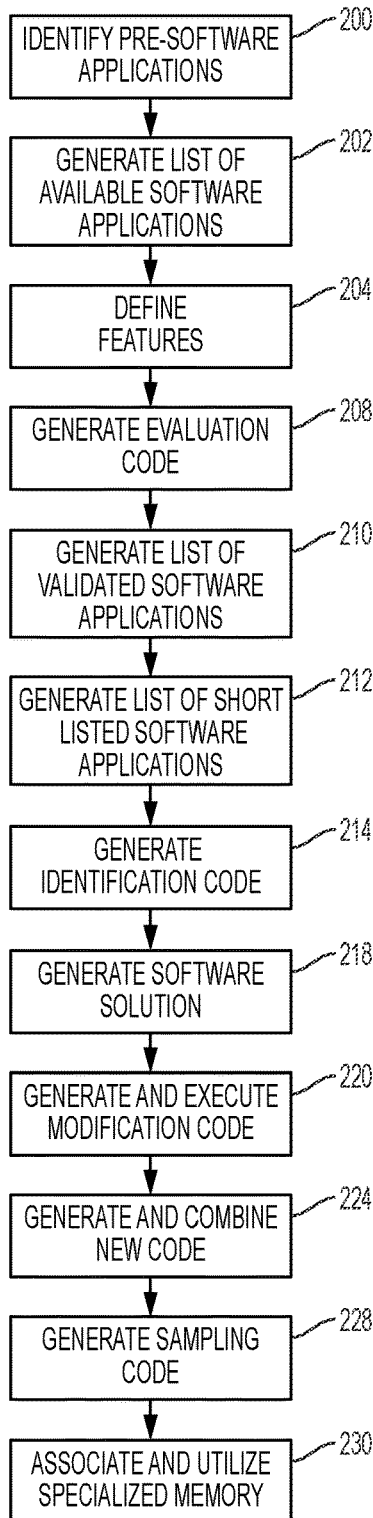 200
IDENTIFY PRE-SOFTWARE
APPLICATIONS
202
GENERATE LIST OF
AVAILABLE SOFTWARE
APPLICATIONS
204
DEFINE
FEATURES
208
GENERATE EVALUATION
CODE
210
GENERATE LIST OF
VALIDATED SOFTWARE
APPLICATIONS
212
GENERATE LIST OF SHORT
LISTED SOFTWARE
APPLICATIONS
214
GENERATE
IDENTIFICATION CODE
218
GENERATE SOFTWARE
SOLUTION
220
GENERATE AND EXECUTE
MODIFICATION CODE
224
GENERATE AND COMBINE
NEW CODE
228
GENERATE SAMPLING
CODE
230
ASSOCIATE AND UTILIZE
SPECIALIZED MEMORY